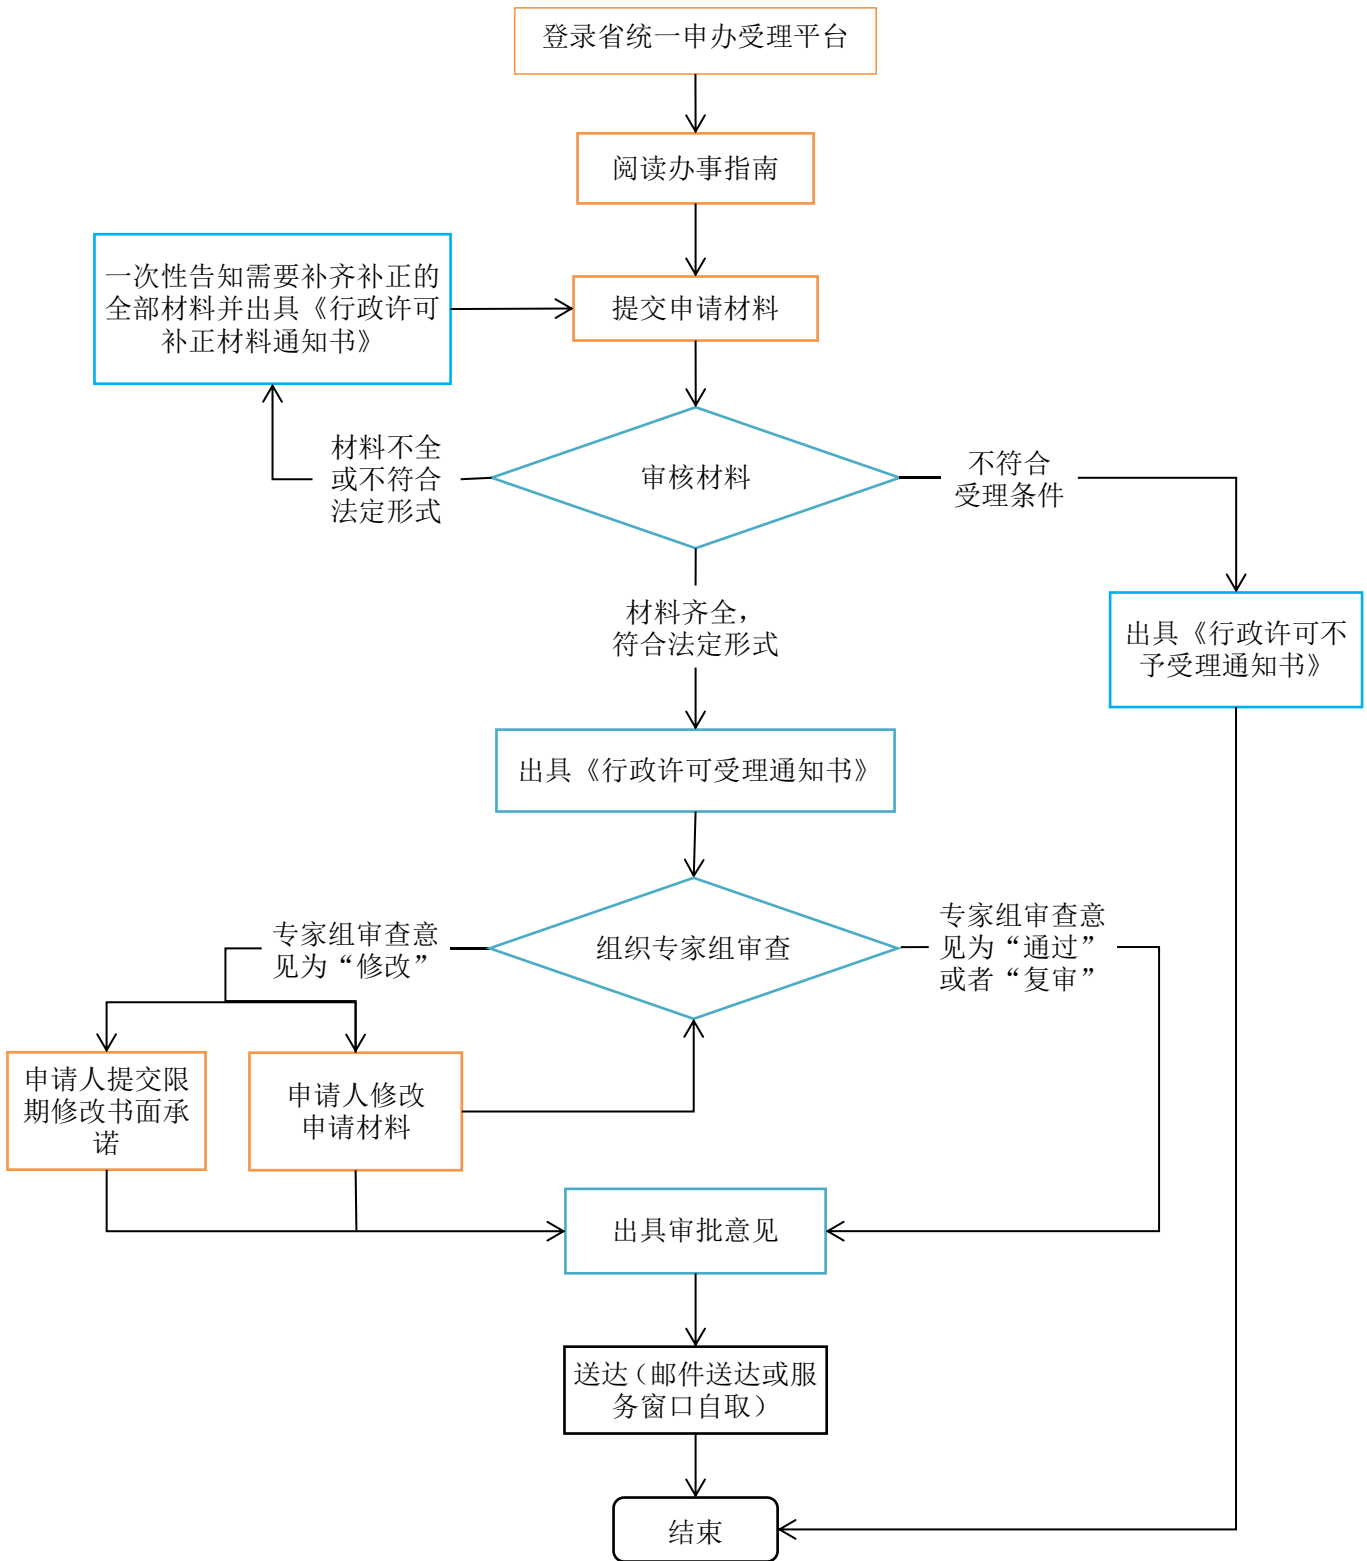 登录省统一申办受理平台
阅读办事指南
一次性告知需要补齐补正的
全部材料并出具《行政许可
补正材料通知书》
提交申请材料
材料不全
或不符合
法定形式
审核材料
不符合
受理条件
材料齐全，
符合法定形式
出具《行政许可不
予受理通知书》
出具《行政许可受理通知书》
专家组审查意
见为“修改”
组织专家组审查
专家组审查意
见为“通过”
或者“复审”
申请人提交限
期修改书面承
诺
申请人修改
申请材料
出具审批意见
送达（邮件送达或服
务窗口自取）
结束